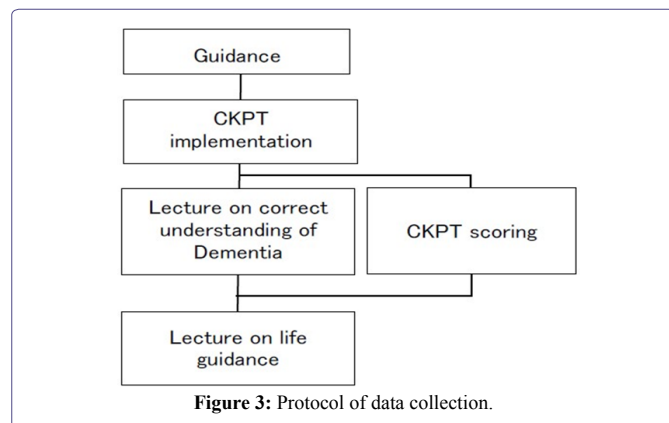 Guidance
CKPT
implementation
Lecture on correct
understanding of
Dementia
CKPT scoring
Lecture on life
guidance
Figure 3: Protocol of data collection.